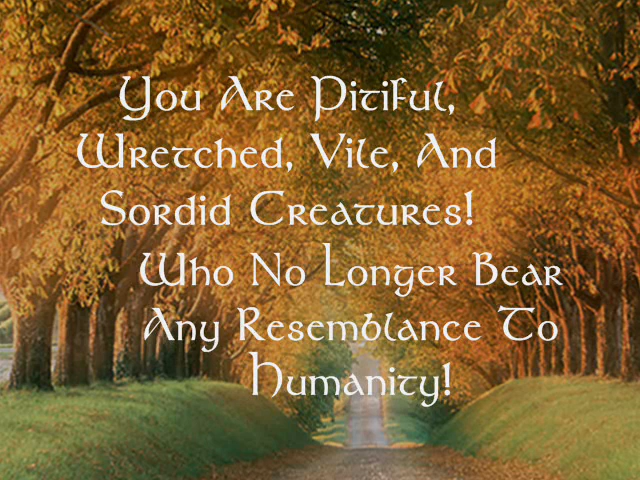 You Are Pitiful,
Wretched, Vile, And
Sordid Creatures!
Who No Longer Bear
Any Resemblance To
Humanity!